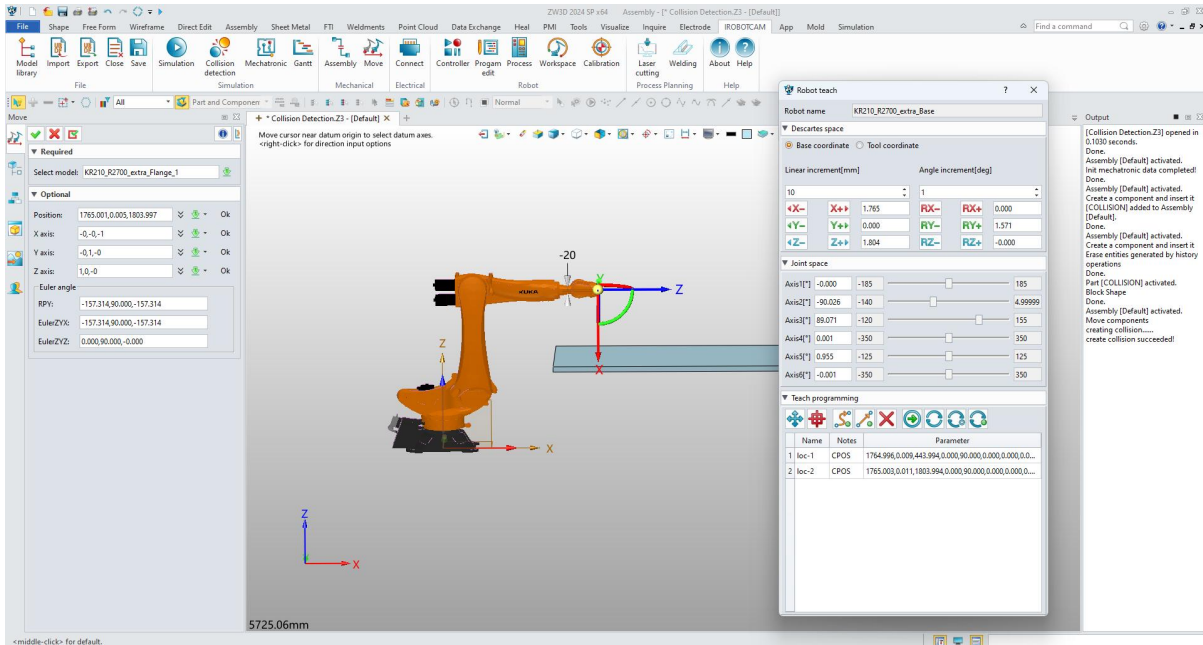 ZW3D 2024 SP x64 Assembly - [* Collision Detection.Z3 - [Default]]
File Shape Free Form Wireframe Direct Edit Assembly Sheet Metal FTI Weldments Point Cloud Data Exchange Heal PMI Tools Visualize Inquire Electrode IROBOTCAM App Mold Simulation Find a command
Model library Import Export Close Save Simulation Collision detection Mechatronic Gantt Assembly Move Connect Controller Progam edit Process Workspace Calibration Laser cutting Welding About Help
File Simulation Mechanical Electrical Robot Process Planning Help
All Part and Componen Normal
Move
Required
Select model: KR210_R2700_extra_Flange_1
Optional
Position: 1765.001,0.005,1803.997 Ok
X axis: -0,-0,-1 Ok
Y axis: -0,1,-0 Ok
Z axis: 1,0,-0 Ok
Euler angle
RPY: -157.314,90.000,-157.314
EulerZYX: -157.314,90.000,-157.314
EulerZYZ: 0.000,90.000,-0.000
* Collision Detection.Z3 - [Default]
Move cursor near datum origin to select datum axes.
<right-click> for direction input options
-20
Y
Z
X
KUKA
Z
X
Z
X
5725.06mm
Robot teach
Robot name KR210_R2700_extra_Base
Descartes space
Base coordinate Tool coordinate
Linear increment[mm] Angle increment[deg]
10 1
X- X+ 1.765 RX- RX+ 0.000
Y- Y+ 0.000 RY- RY+ 1.571
Z- Z+ 1.804 RZ- RZ+ -0.000
Joint space
Axis1[°] -0.000 -185 185
Axis2[°] -90.026 -140 4.99999
Axis3[°] 89.071 -120 155
Axis4[°] 0.001 -350 350
Axis5[°] 0.955 -125 125
Axis6[°] -0.001 -350 350
Teach programming
Name Notes Parameter
1 loc-1 CPOS 1764.996,0.009,443.994,0.000,90.000,0.000,0.000,0.0...
2 loc-2 CPOS 1765.003,0.011,1803.994,0.000,90.000,0.000,0.000,0....
Output
[Collision Detection.Z3] opened in
0.1030 seconds.
Done.
Assembly [Default] activated.
Init mechatronic data completed!
Done.
Assembly [Default] activated.
Create a component and insert it
[COLLISION] added to Assembly
[Default].
Done.
Assembly [Default] activated.
Create a component and insert it
Erase entities generated by history
operations
Done.
Part [COLLISION] activated.
Block Shape
Done.
Assembly [Default] activated.
Move components
creating collision......
create collision succeeded!
<middle-click> for default.